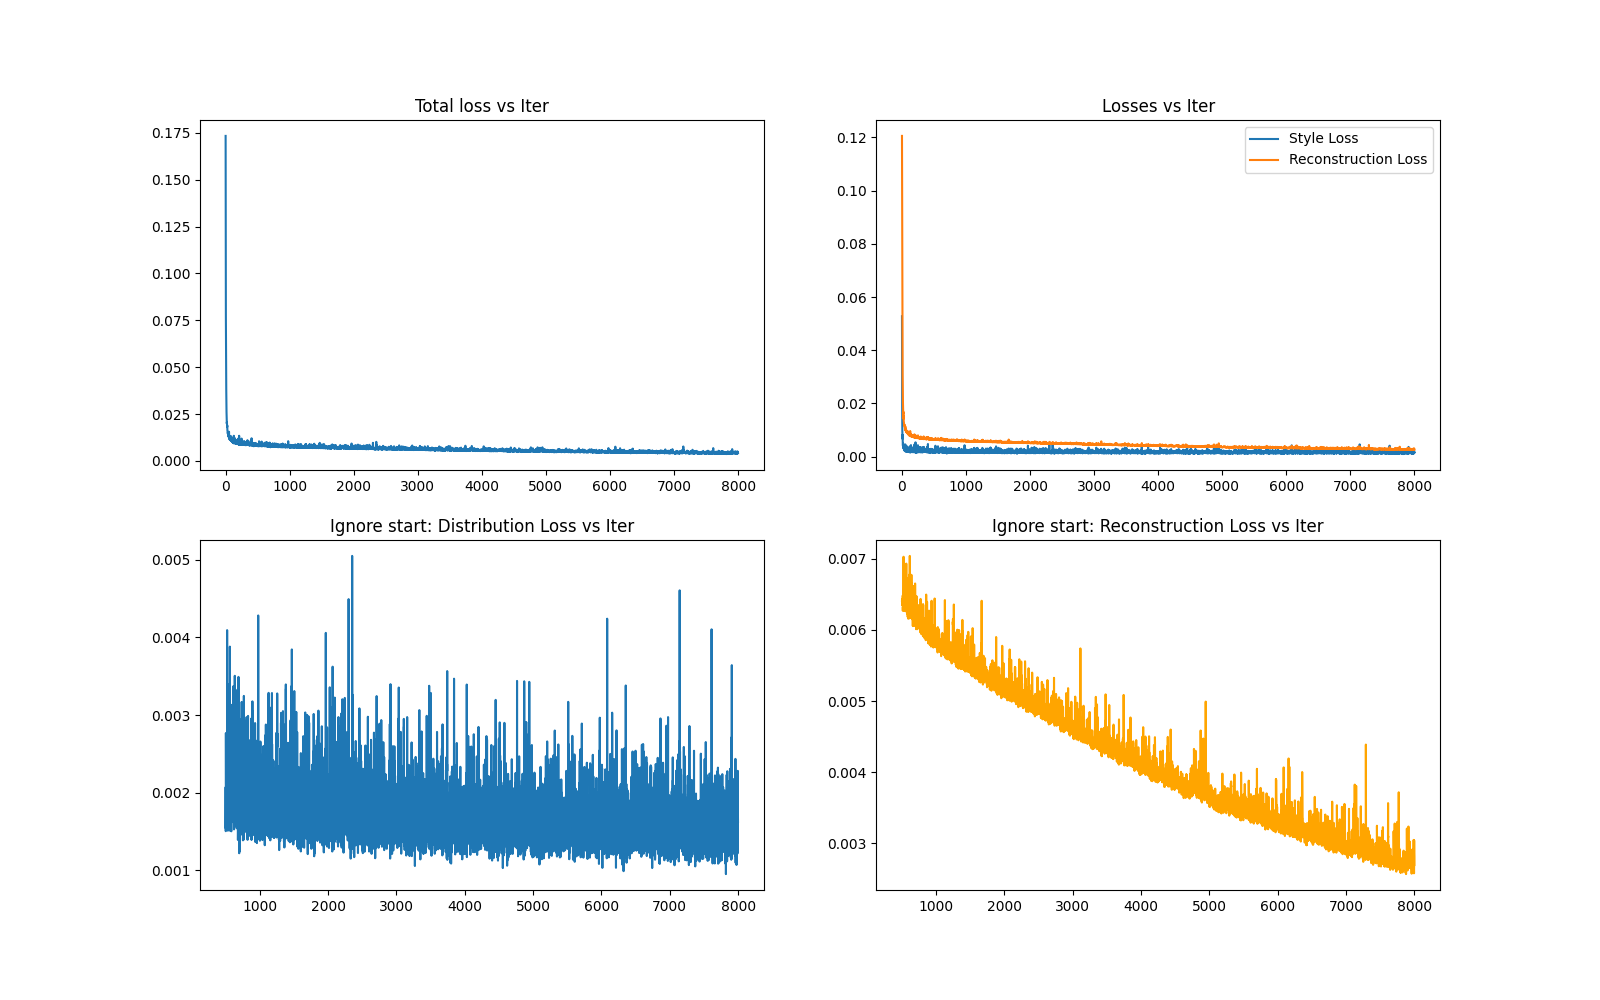 Total loss vs Iter
0.175
0.150
0.125
0.100
0.075
0.050
0.025
0.000
0 1000 2000 3000 4000 5000 6000 7000 8000
Losses vs Iter
Style Loss
Reconstruction Loss
0.12
0.10
0.08
0.06
0.04
0.02
0.00
0 1000 2000 3000 4000 5000 6000 7000 8000
Ignore start: Distribution Loss vs Iter
0.005
0.004
0.003
0.002
0.001
1000 2000 3000 4000 5000 6000 7000 8000
Ignore start: Reconstruction Loss vs Iter
0.007
0.006
0.005
0.004
0.003
1000 2000 3000 4000 5000 6000 7000 8000